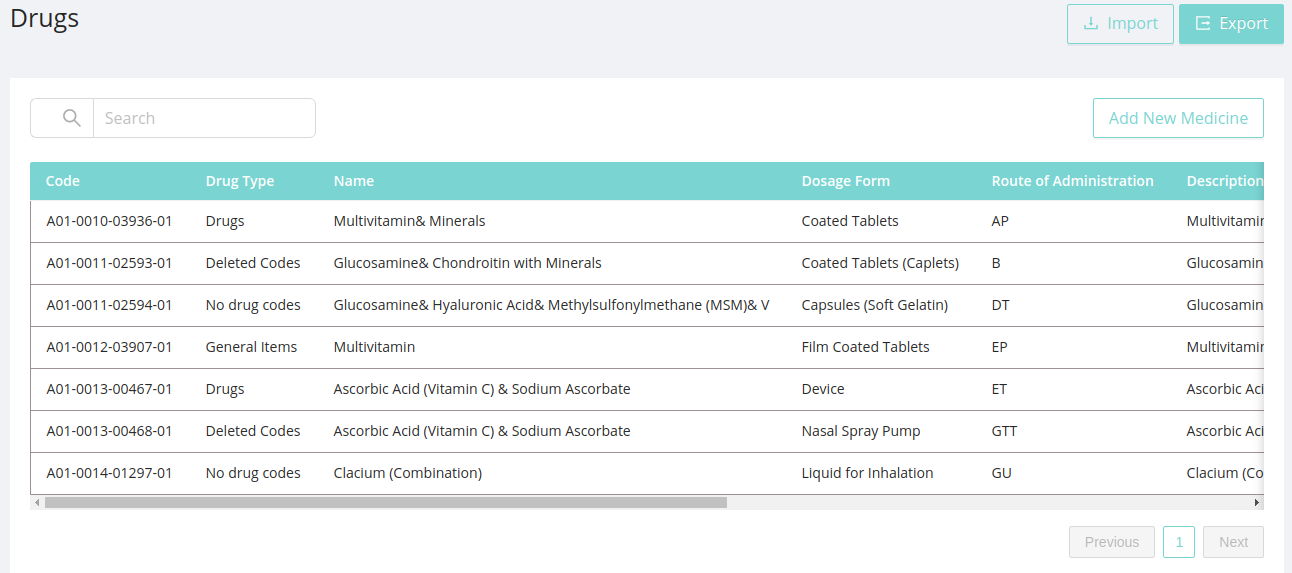 Drugs
Import Export
Search Add New Medicine
Code Drug Type Name Dosage Form Route of Administration Description
A01-0010-03936-01 Drugs Multivitamin& Minerals Coated Tablets AP Multivitamin
A01-0011-02593-01 Deleted Codes Glucosamine& Chondroitin with Minerals Coated Tablets (Caplets) B Glucosamin
A01-0011-02594-01 No drug codes Glucosamine& Hyaluronic Acid& Methylsulfonylmethane (MSM)& V Capsules (Soft Gelatin) DT Glucosamin
A01-0012-03907-01 General Items Multivitamin Film Coated Tablets EP Multivitamin
A01-0013-00467-01 Drugs Ascorbic Acid (Vitamin C) & Sodium Ascorbate Device ET Ascorbic Aci
A01-0013-00468-01 Deleted Codes Ascorbic Acid (Vitamin C) & Sodium Ascorbate Nasal Spray Pump GTT Ascorbic Aci
A01-0014-01297-01 No drug codes Clacium (Combination) Liquid for Inhalation GU Clacium (Co
Previous 1 Next